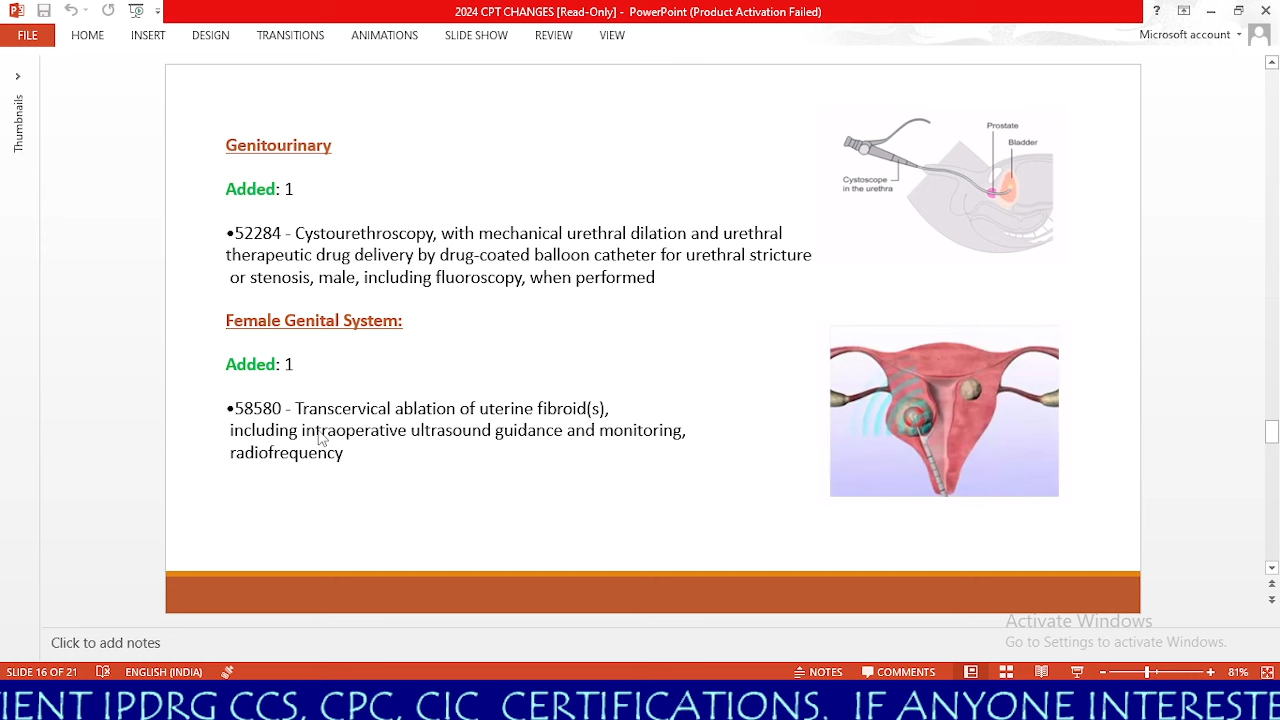 2024 CPT CHANGES [Read-Only] - PowerPoint (Product Activation Failed)
?
FILE HOME INSERT DESIGN TRANSITIONS ANIMATIONS SLIDE SHOW REVIEW VIEW Microsoft account
Thumbnails
Genitourinary
Added: 1
•52284 - Cystourethroscopy, with mechanical urethral dilation and urethral
therapeutic drug delivery by drug-coated balloon catheter for urethral stricture
or stenosis, male, including fluoroscopy, when performed
Prostate
Bladder
Cystoscope
in the urethra
Female Genital System:
Added: 1
•58580 - Transcervical ablation of uterine fibroid(s),
including intraoperative ultrasound guidance and monitoring,
radiofrequency
Activate Windows
Go to Settings to activate Windows.
Click to add notes
SLIDE 16 OF 21 ENGLISH (INDIA) NOTES COMMENTS 81%
IENT IPDRG CCS, CPC, CIC CERTIFICATIONS. IF ANYONE INTERESTE